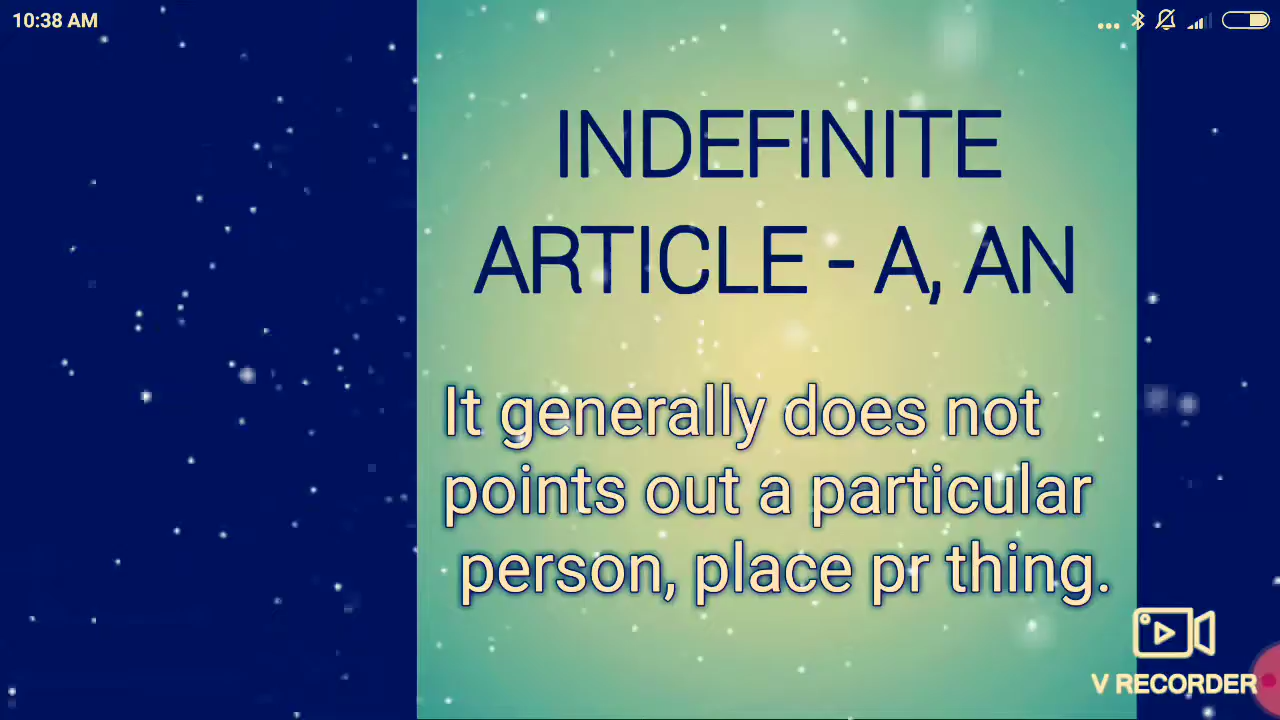 10:38 AM
INDEFINITE
ARTICLE - A, AN
It generally does not
points out a particular
person, place pr thing.
V RECORDER